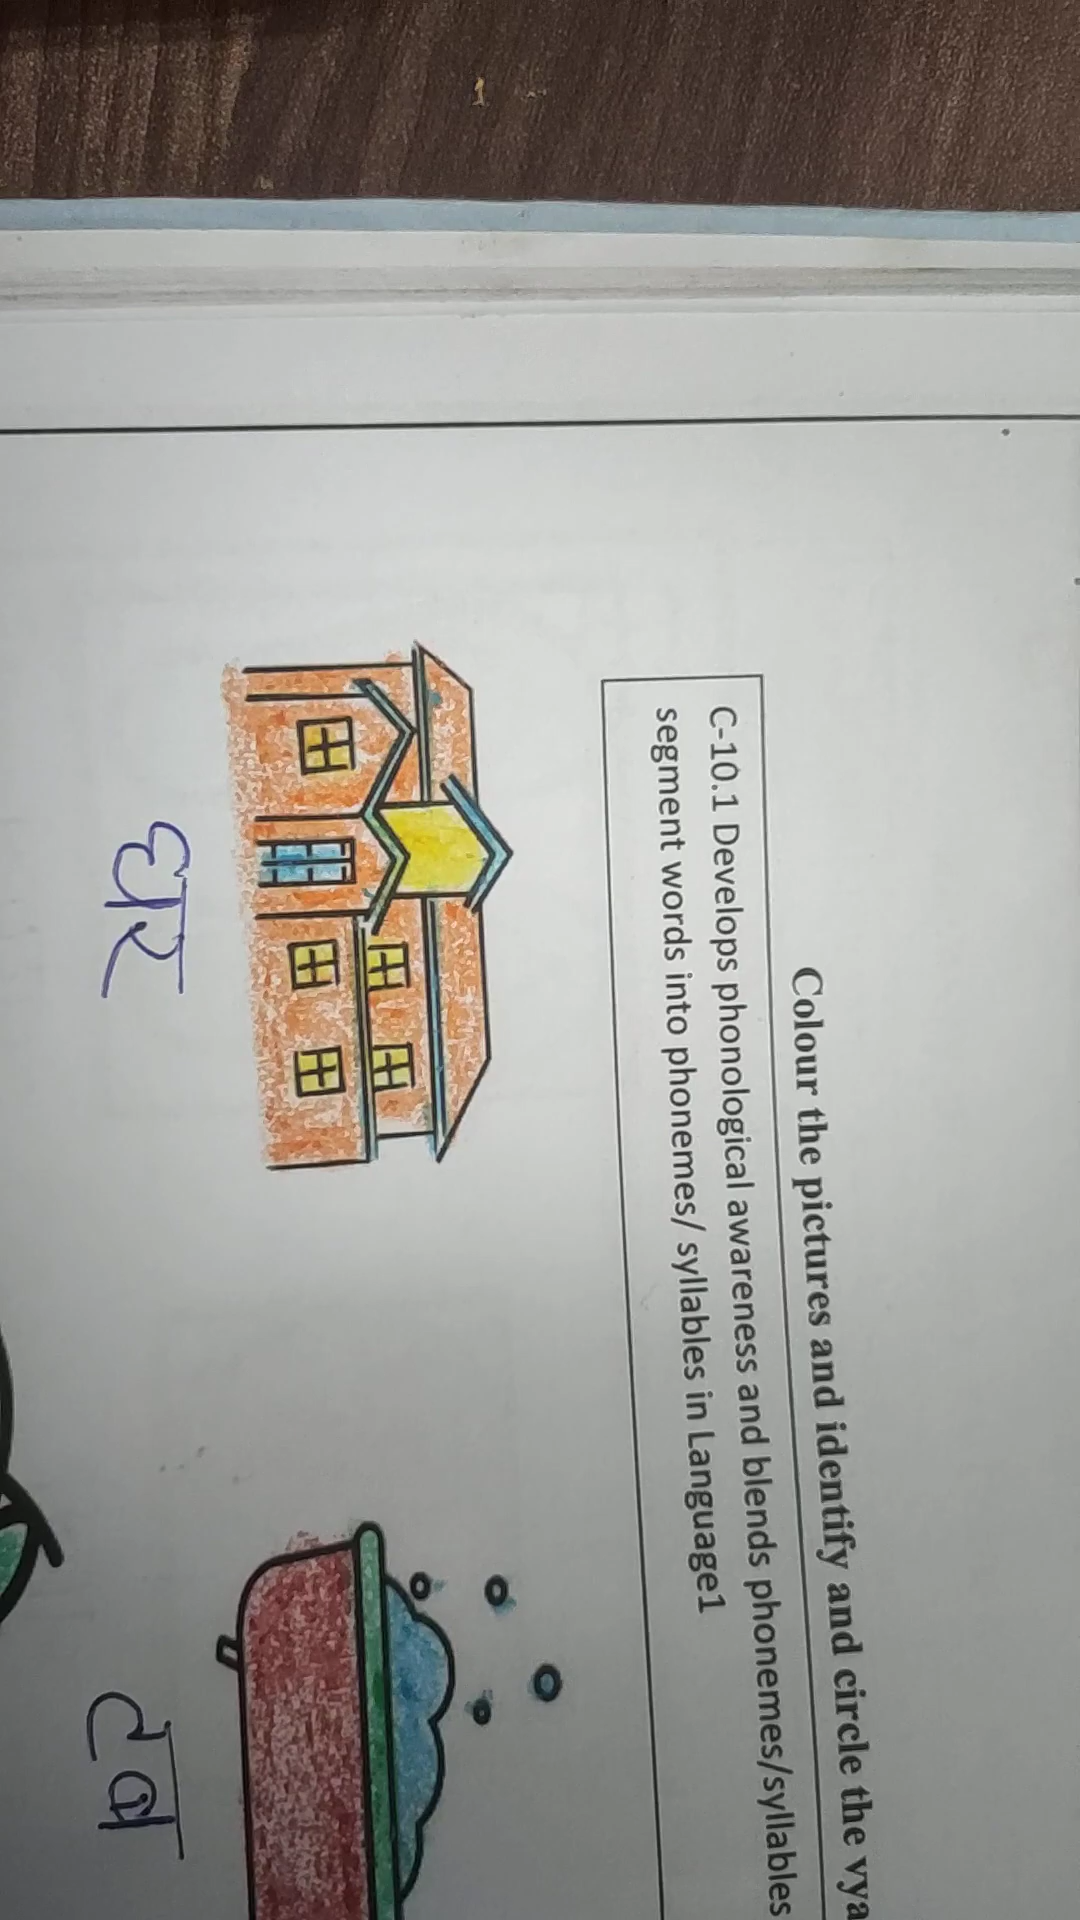 Colour the pictures and identify and circle the vya
C-10.1 Develops phonological awareness and blends phonemes/syllables
segment words into phonemes/ syllables in Language1
घर
टब